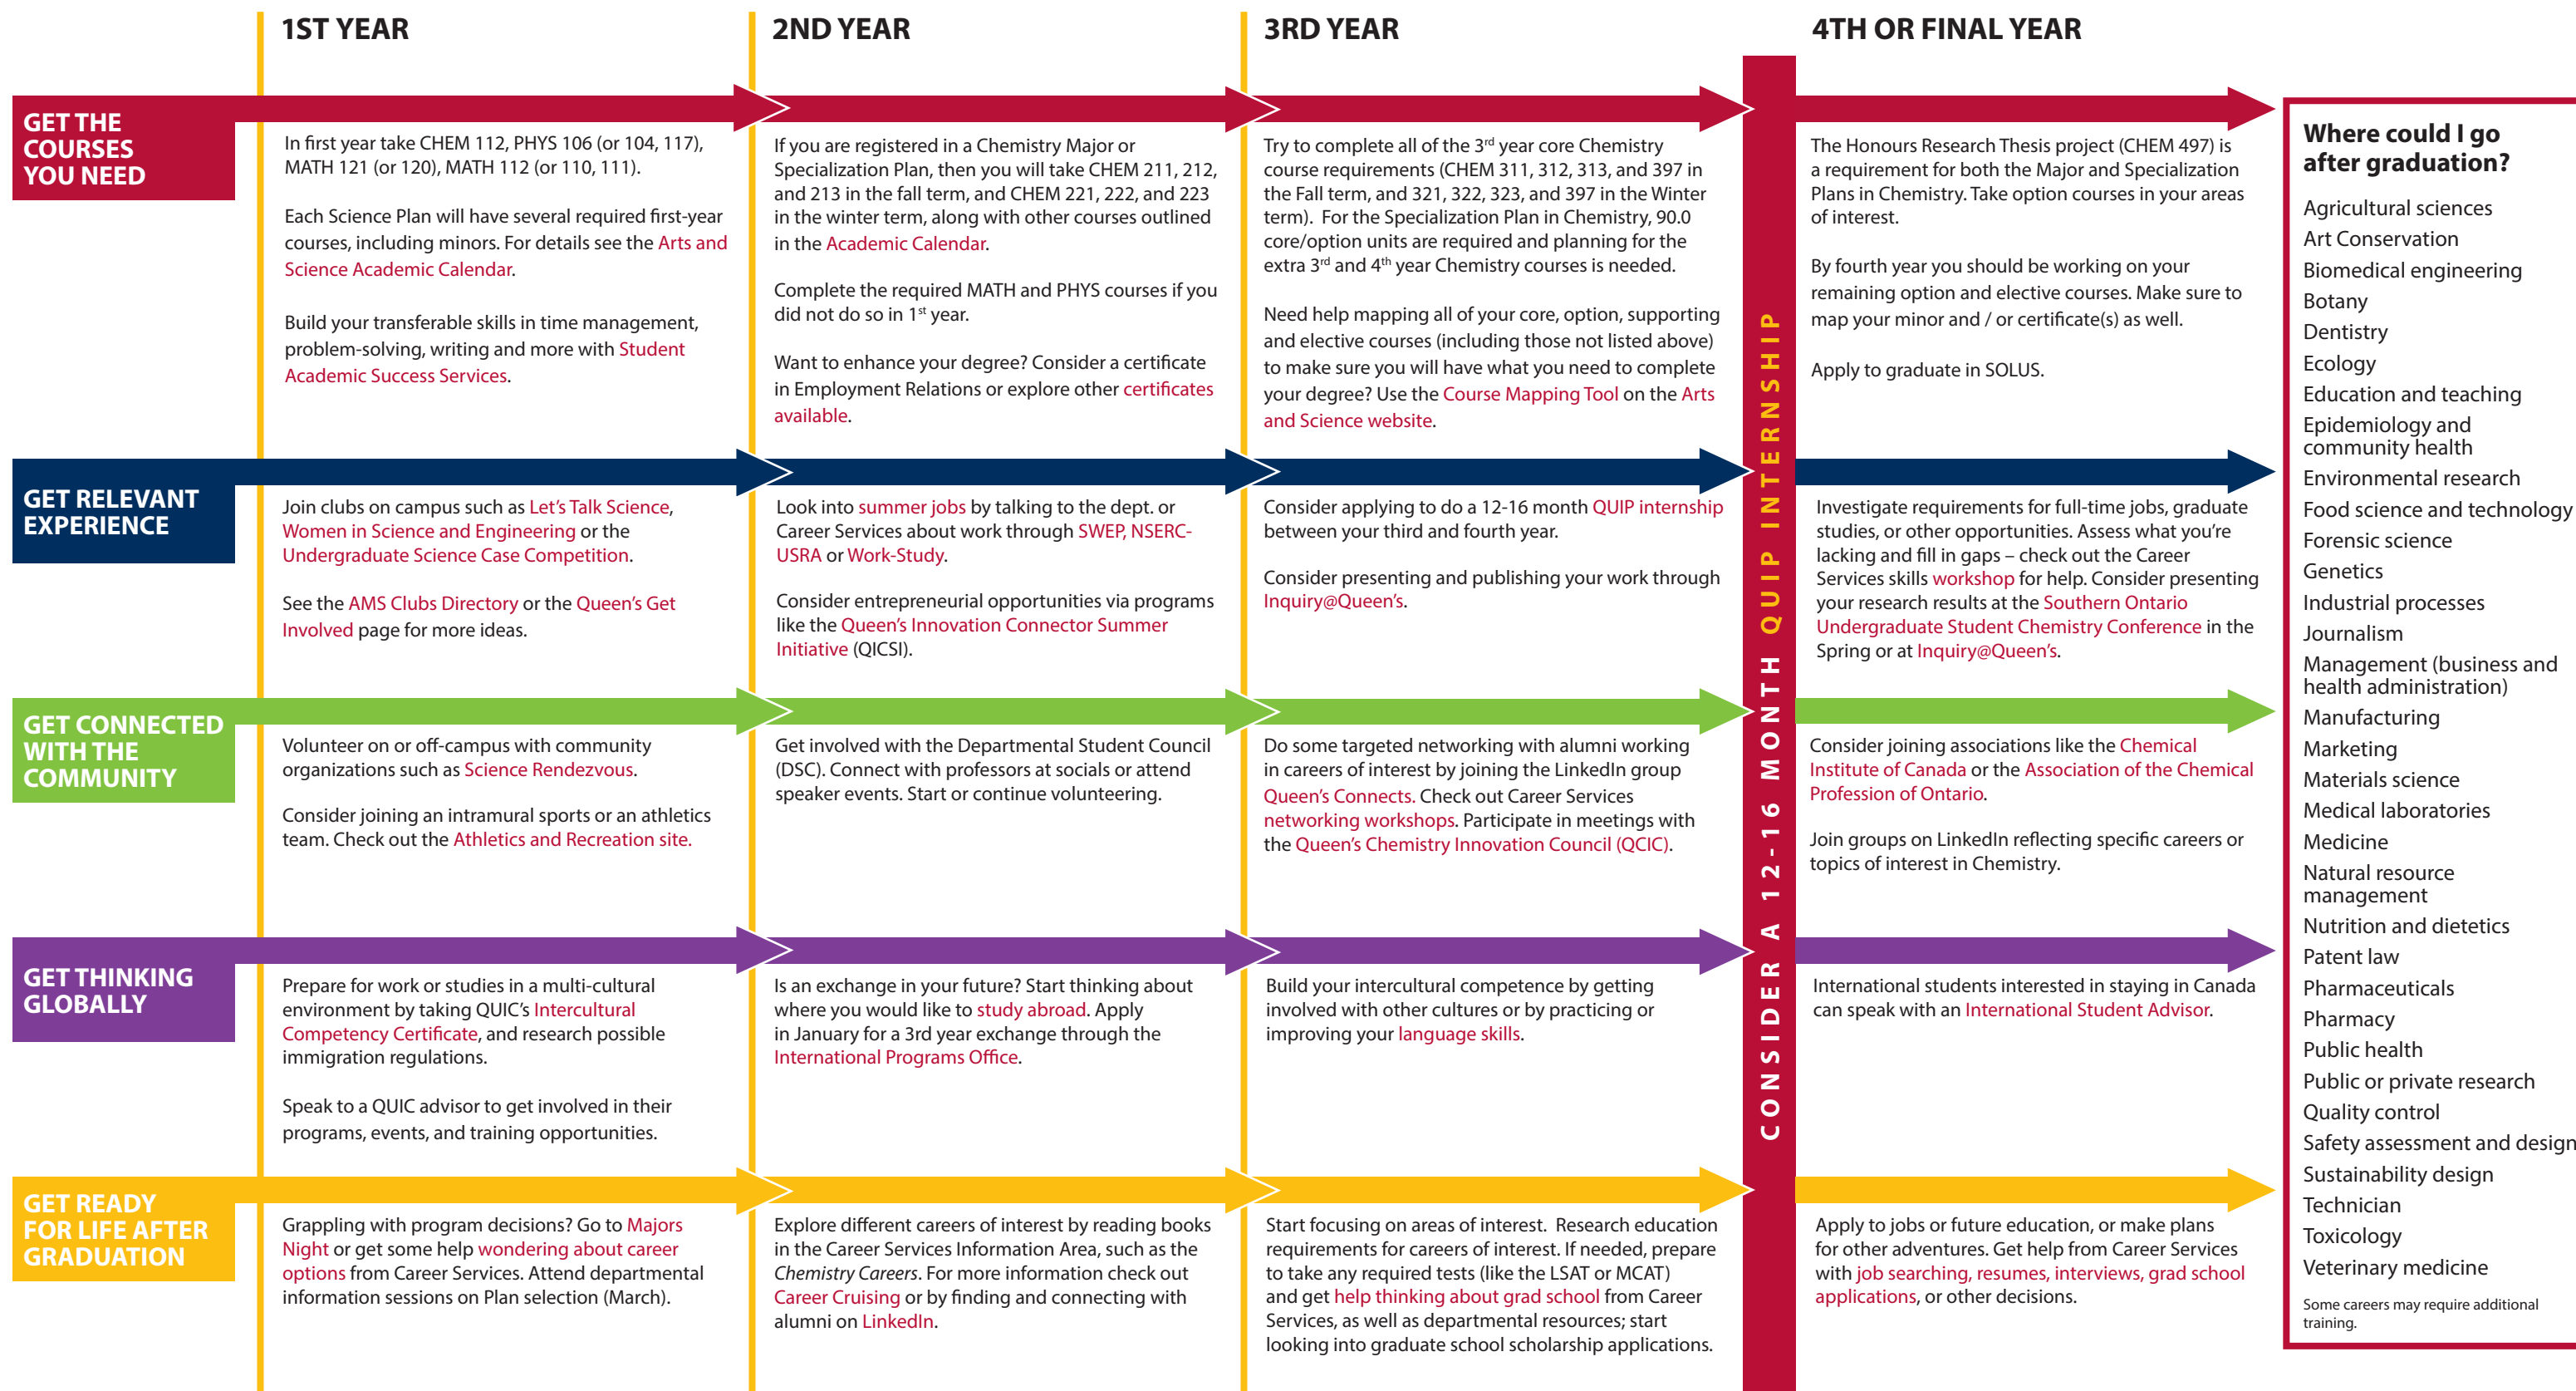 1ST YEAR
2ND YEAR
3RD YEAR
4TH OR FINAL YEAR
GET THE
COURSES
YOU NEED
In first year take CHEM 112, PHYS 106 (or 104, 117),
MATH 121 (or 120), MATH 112 (or 110, 111).
Each Science Plan will have several required first-year
courses, including minors. For details see the Arts and
Science Academic Calendar.
Build your transferable skills in time management,
problem-solving, writing and more with Student
Academic Success Services.
If you are registered in a Chemistry Major or
Specialization Plan, then you will take CHEM 211, 212,
and 213 in the fall term, and CHEM 221, 222, and 223
in the winter term, along with other courses outlined
in the Academic Calendar.
Complete the required MATH and PHYS courses if you
did not do so in 1st year.
Want to enhance your degree? Consider a certificate
in Employment Relations or explore other certificates
available.
Try to complete all of the 3rd year core Chemistry
course requirements (CHEM 311, 312, 313, and 397 in
the Fall term, and 321, 322, 323, and 397 in the Winter
term). For the Specialization Plan in Chemistry, 90.0
core/option units are required and planning for the
extra 3rd and 4th year Chemistry courses is needed.
Need help mapping all of your core, option, supporting
and elective courses (including those not listed above)
to make sure you will have what you need to complete
your degree? Use the Course Mapping Tool on the Arts
and Science website.
The Honours Research Thesis project (CHEM 497) is
a requirement for both the Major and Specialization
Plans in Chemistry. Take option courses in your areas
of interest.
By fourth year you should be working on your
remaining option and elective courses. Make sure to
map your minor and / or certificate(s) as well.
Apply to graduate in SOLUS.
GET RELEVANT
EXPERIENCE
Join clubs on campus such as Let's Talk Science,
Women in Science and Engineering or the
Undergraduate Science Case Competition.
See the AMS Clubs Directory or the Queen's Get
Involved page for more ideas.
Look into summer jobs by talking to the dept. or
Career Services about work through SWEP, NSERC-
USRA or Work-Study.
Consider entrepreneurial opportunities via programs
like the Queen's Innovation Connector Summer
Initiative (QICSI).
Consider applying to do a 12-16 month QUIP internship
between your third and fourth year.
Consider presenting and publishing your work through
Inquiry@Queen's.
Investigate requirements for full-time jobs, graduate
studies, or other opportunities. Assess what you're
lacking and fill in gaps – check out the Career
Services skills workshop for help. Consider presenting
your research results at the Southern Ontario
Undergraduate Student Chemistry Conference in the
Spring or at Inquiry@Queen's.
GET CONNECTED
WITH THE
COMMUNITY
Volunteer on or off-campus with community
organizations such as Science Rendezvous.
Consider joining an intramural sports or an athletics
team. Check out the Athletics and Recreation site.
Get involved with the Departmental Student Council
(DSC). Connect with professors at socials or attend
speaker events. Start or continue volunteering.
Do some targeted networking with alumni working
in careers of interest by joining the LinkedIn group
Queen's Connects. Check out Career Services
networking workshops. Participate in meetings with
the Queen's Chemistry Innovation Council (QCIC).
Consider joining associations like the Chemical
Institute of Canada or the Association of the Chemical
Profession of Ontario.
Join groups on LinkedIn reflecting specific careers or
topics of interest in Chemistry.
GET THINKING
GLOBALLY
Prepare for work or studies in a multi-cultural
environment by taking QUIC's Intercultural
Competency Certificate, and research possible
immigration regulations.
Speak to a QUIC advisor to get involved in their
programs, events, and training opportunities.
Is an exchange in your future? Start thinking about
where you would like to study abroad. Apply
in January for a 3rd year exchange through the
International Programs Office.
Build your intercultural competence by getting
involved with other cultures or by practicing or
improving your language skills.
International students interested in staying in Canada
can speak with an International Student Advisor.
GET READY
FOR LIFE AFTER
GRADUATION
Grappling with program decisions? Go to Majors
Night or get some help wondering about career
options from Career Services. Attend departmental
information sessions on Plan selection (March).
Explore different careers of interest by reading books
in the Career Services Information Area, such as the
Chemistry Careers. For more information check out
Career Cruising or by finding and connecting with
alumni on LinkedIn.
Start focusing on areas of interest. Research education
requirements for careers of interest. If needed, prepare
to take any required tests (like the LSAT or MCAT)
and get help thinking about grad school from Career
Services, as well as departmental resources; start
looking into graduate school scholarship applications.
Apply to jobs or future education, or make plans
for other adventures. Get help from Career Services
with job searching, resumes, interviews, grad school
applications, or other decisions.
CONSIDER A 12-16 MONTH QUIP INTERNSHIP
Where could I go
after graduation?
Agricultural sciences
Art Conservation
Biomedical engineering
Botany
Dentistry
Ecology
Education and teaching
Epidemiology and
community health
Environmental research
Food science and technology
Forensic science
Genetics
Industrial processes
Journalism
Management (business and
health administration)
Manufacturing
Marketing
Materials science
Medical laboratories
Medicine
Natural resource
management
Nutrition and dietetics
Patent law
Pharmaceuticals
Pharmacy
Public health
Public or private research
Quality control
Safety assessment and design
Sustainability design
Technician
Toxicology
Veterinary medicine
Some careers may require additional
training.